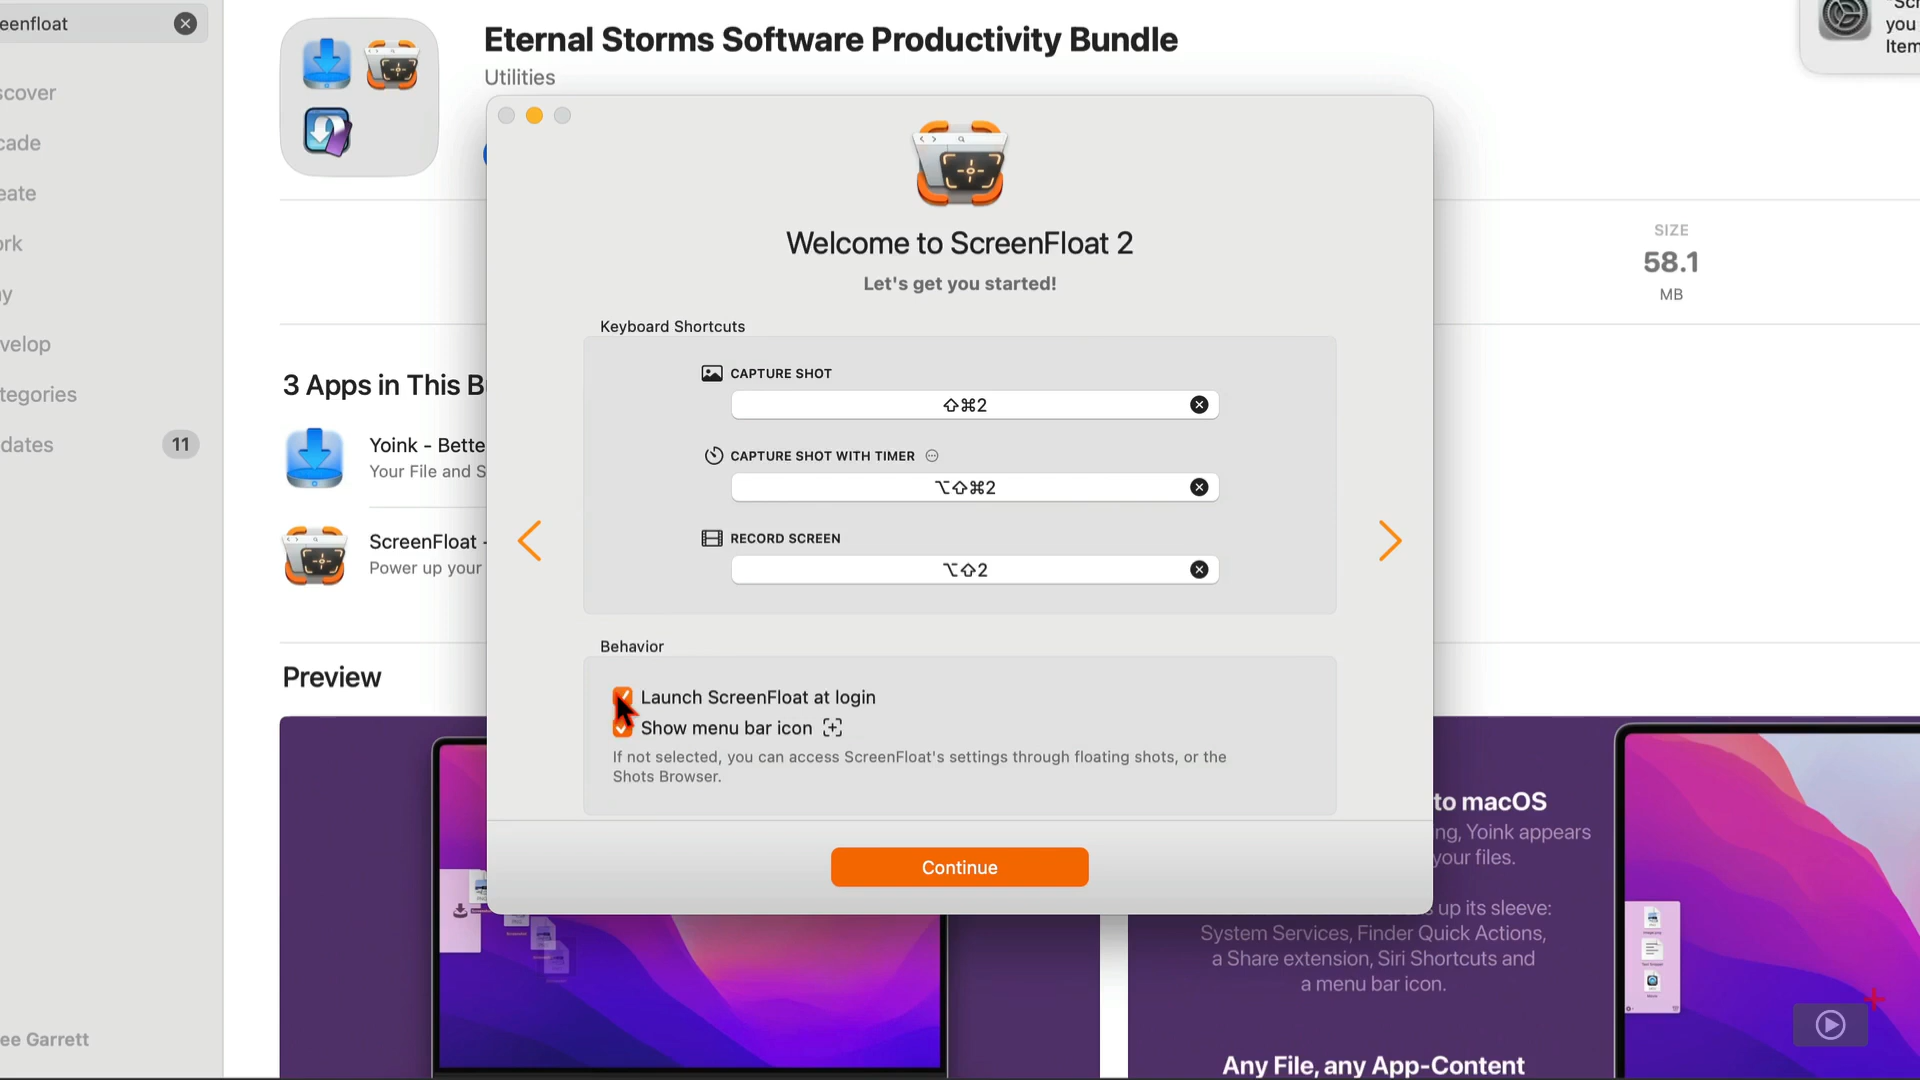 eenfloat
scover
cade
eate
ork
y
velop
tegories
dates
11
ee Garrett
Eternal Storms Software Productivity Bundle
Utilities
you
Item
SIZE
58.1
MB
3 Apps in This B
Yoink - Bette
Your File and S
ScreenFloat -
Power up your
Preview
Welcome to ScreenFloat 2
Let's get you started!
Keyboard Shortcuts
CAPTURE SHOT
⇧⌘2
CAPTURE SHOT WITH TIMER
⌥⇧⌘2
RECORD SCREEN
⌥⇧2
Behavior
Launch ScreenFloat at login
Show menu bar icon
If not selected, you can access ScreenFloat's settings through floating shots, or the
Shots Browser.
Continue
to macOS
ng, Yoink appears
your files.
up its sleeve:
System Services, Finder Quick Actions,
a Share extension, Siri Shortcuts and
a menu bar icon.
Any File, any App-Content